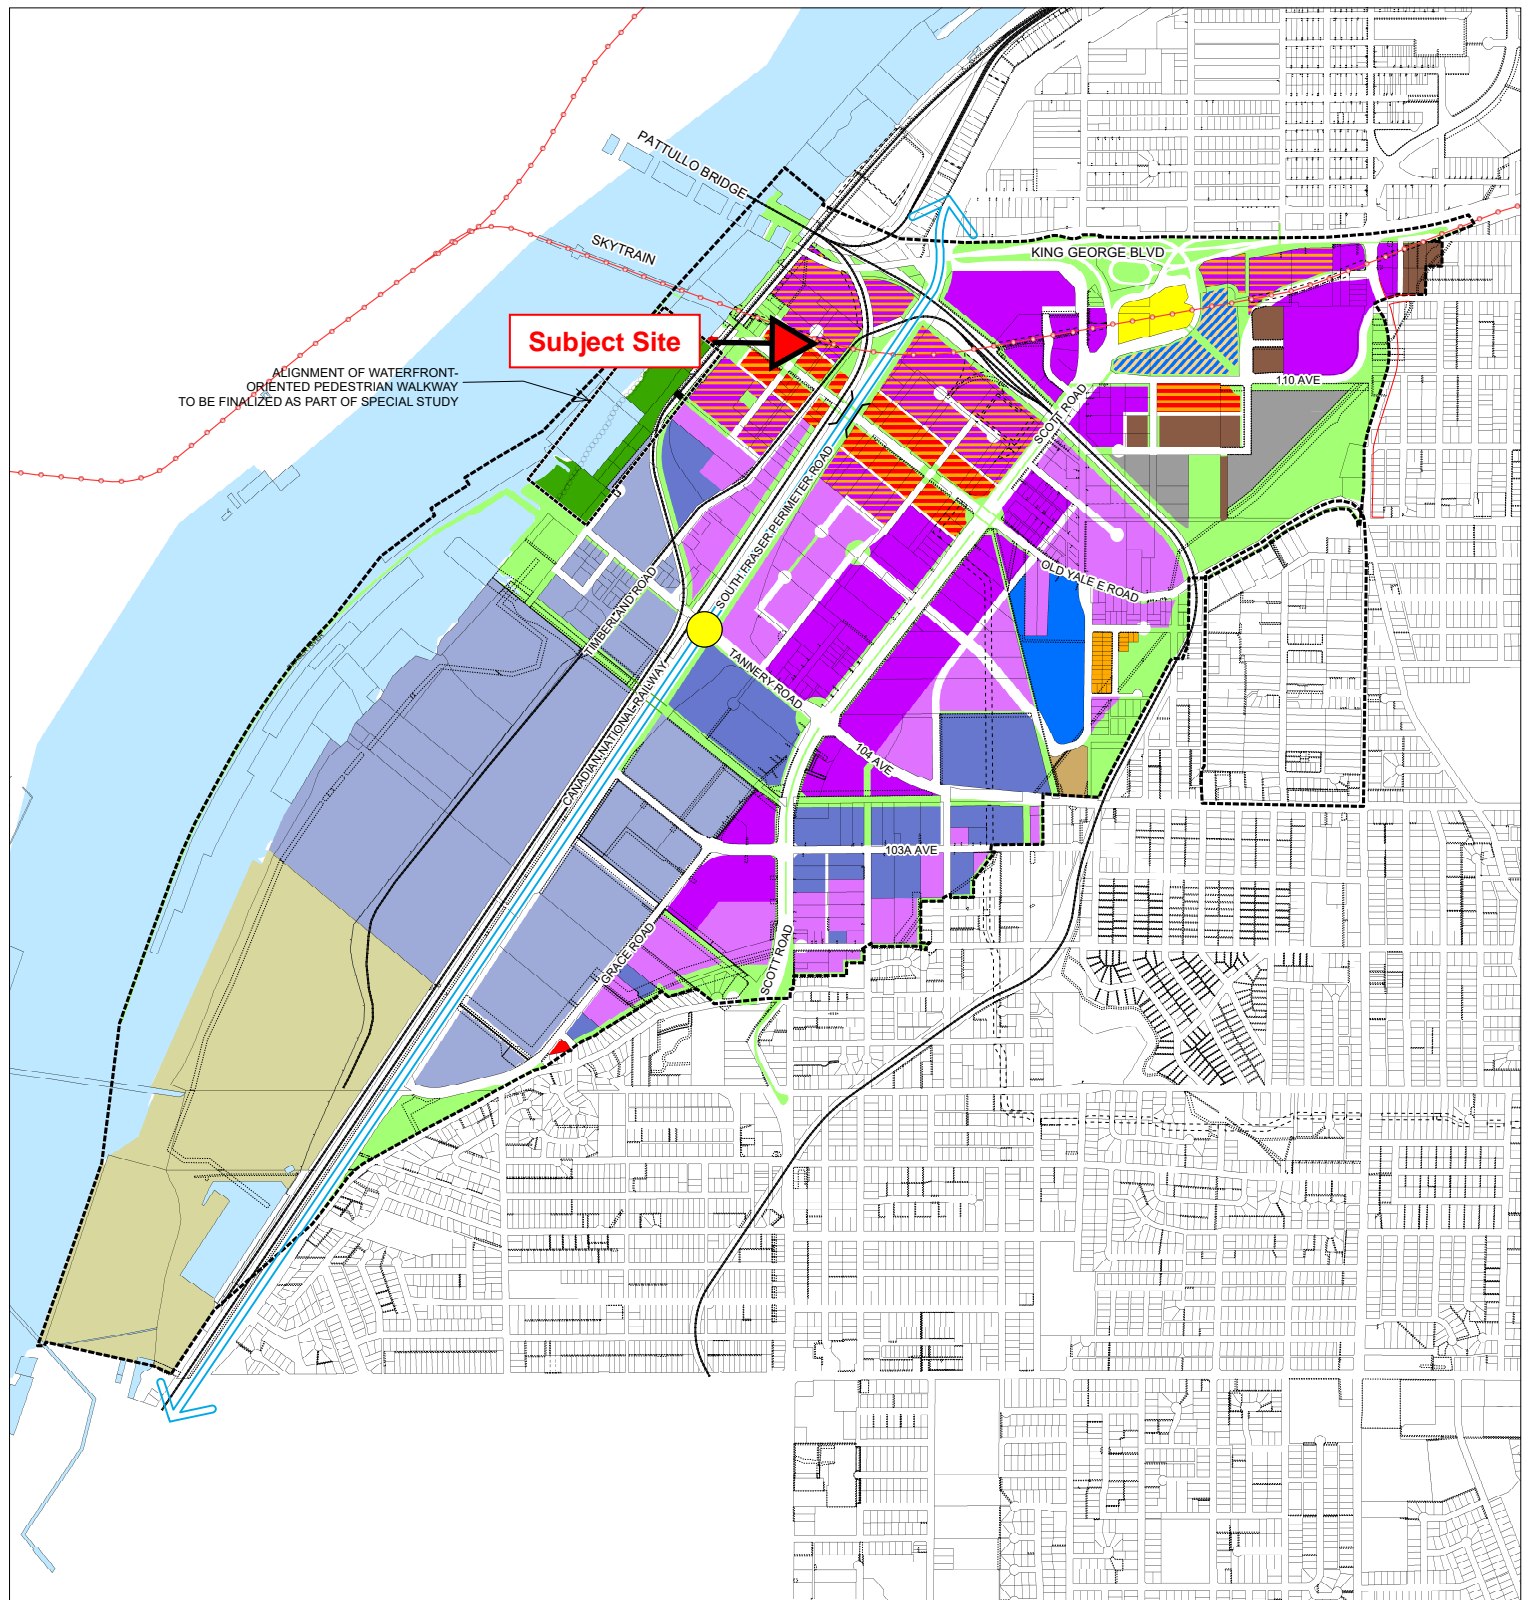 PATTULLO BRIDGE
SKYTRAIN
KING GEORGE BLVD
Subject Site
ALIGNMENT OF WATERFRONT-
ORIENTED PEDESTRIAN WALKWAY
TO BE FINALIZED AS PART OF SPECIAL STUDY
110 AVE
SCOTT ROAD
SOUTH FRASER PERIMETER ROAD
OLD YALE E ROAD
TIMBERLAND ROAD
TANNERY ROAD
CANADIAN NATIONAL RAILWAY
104 AVE
103A AVE
GRACE ROAD
SCOTT ROAD